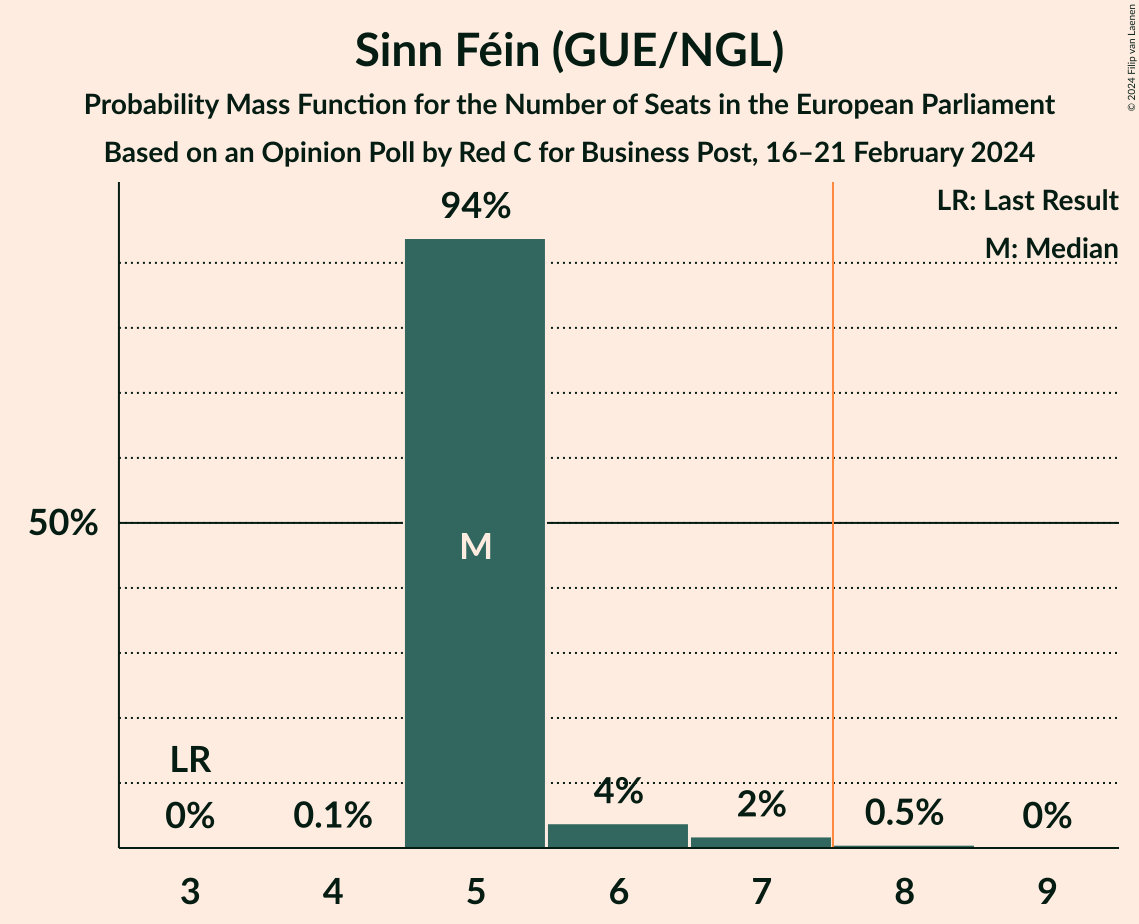 Sinn Féin (GUE/NGL)
Probability Mass Function for the Number of Seats in the European Parliament
Based on an Opinion Poll by Red C for Business Post, 16–21 February 2024
© 2024 Filip van Laenen
LR: Last Result
M: Median
94%
50%
M
LR
0%
0.1%
4%
2%
0.5%
0%
3
4
5
6
7
8
9